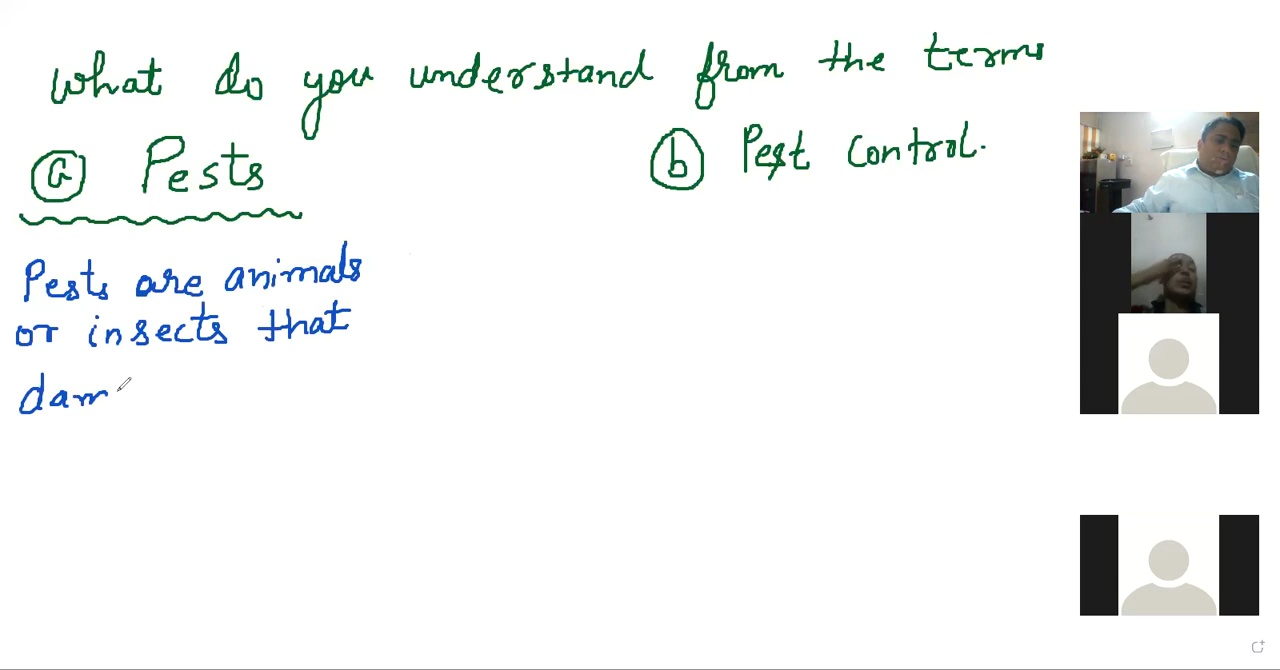 What do you understand from the terms
a Pests
b Pest control.
Pests are animals
or insects that
dam